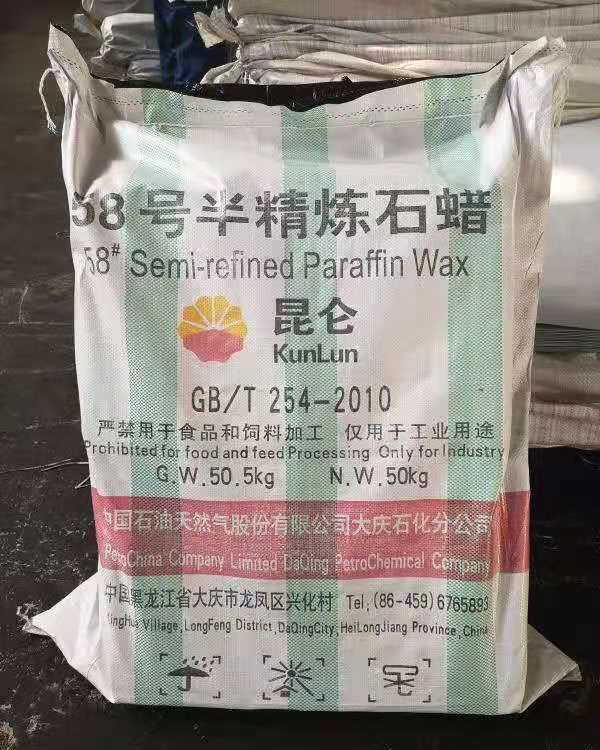 58号半精炼石蜡
58# Semi-refined Paraffin Wax
昆仑
KunLun
GB/T 254-2010
严禁用于食品和饲料加工 仅用于工业用途
Prohibited for food and feed Processing Only for Industry
G.W.50.5kg N.W.50kg
中国石油天然气股份有限公司大庆石化分公司
PetroChina Company Limited DaQing PetroChemical Company
中国黑龙江省大庆市龙凤区兴化村 Tel,(86-459)6765893
XingHua Village,LongFeng District,DaQingCity,HeiLongJiang Province,China